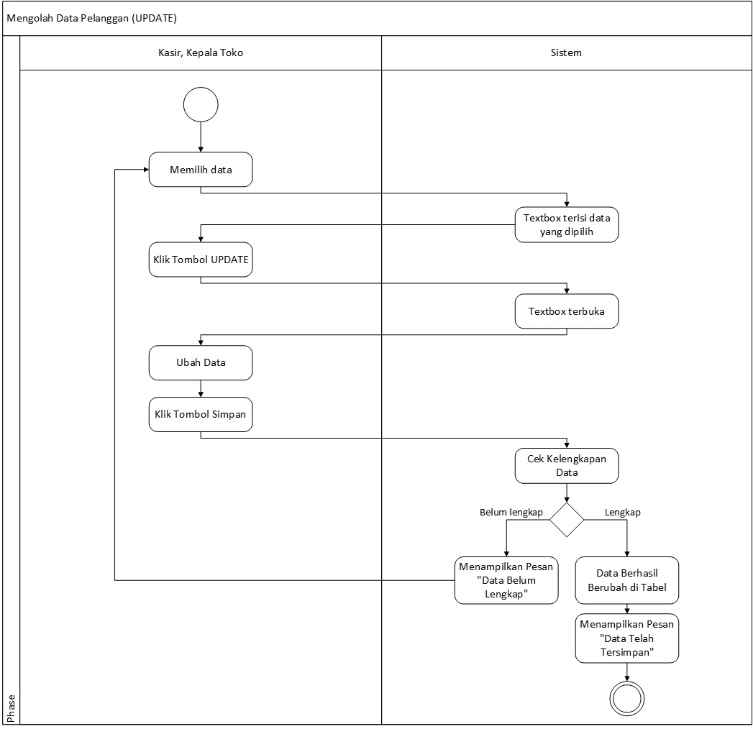 Mengolah Data Pelanggan (UPDATE)
Kasir, Kepala Toko
Sistem
Memilih data
Textbox terisi data
yang dipilih
Klik Tombol UPDATE
Textbox terbuka
Ubah Data
Klik Tombol Simpan
Cek Kelengkapan
Data
Belum lengkap
Lengkap
Menampilkan Pesan
"Data Belum
Lengkap"
Data Berhasil
Berubah di Tabel
Menampilkan Pesan
"Data Telah
Tersimpan"
Phase